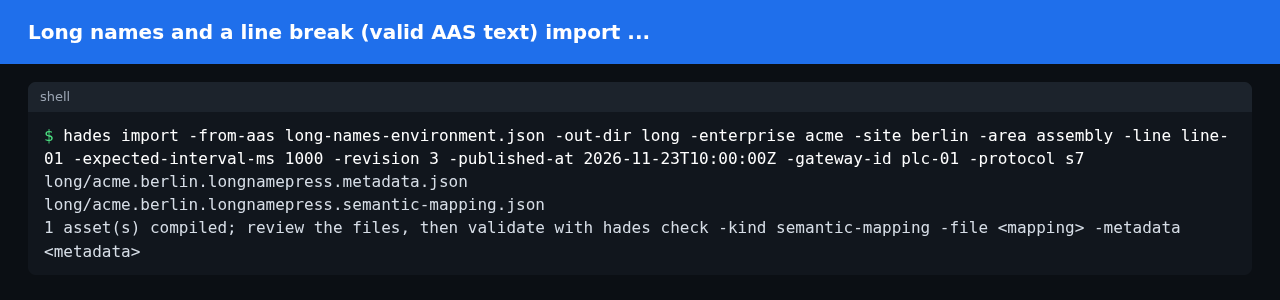 Long names and a line break (valid AAS text) import ...
shell
$ hades import -from-aas long-names-environment.json -out-dir long -enterprise acme -site berlin -area assembly -line line-
01 -expected-interval-ms 1000 -revision 3 -published-at 2026-11-23T10:00:00Z -gateway-id plc-01 -protocol s7
long/acme.berlin.longnamepress.metadata.json
long/acme.berlin.longnamepress.semantic-mapping.json
1 asset(s) compiled; review the files, then validate with hades check -kind semantic-mapping -file <mapping> -metadata
<metadata>